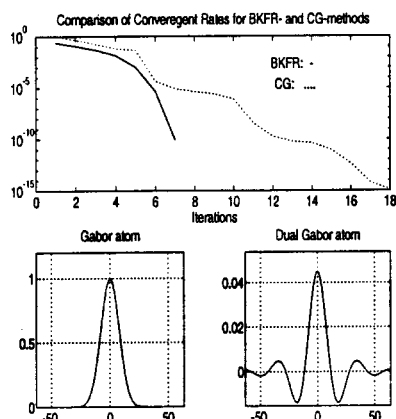 Comparison of Converegent Rates for BKFR- and CG-methods
10^0
BKFR: -
CG: ....
10^-5
10^-10
10^-15
0 2 4 6 8 10 12 14 16 18
Iterations
Gabor atom
1
0.5
0
-50 0 50
Dual Gabor atom
0.04
0.02
0
-50 0 50